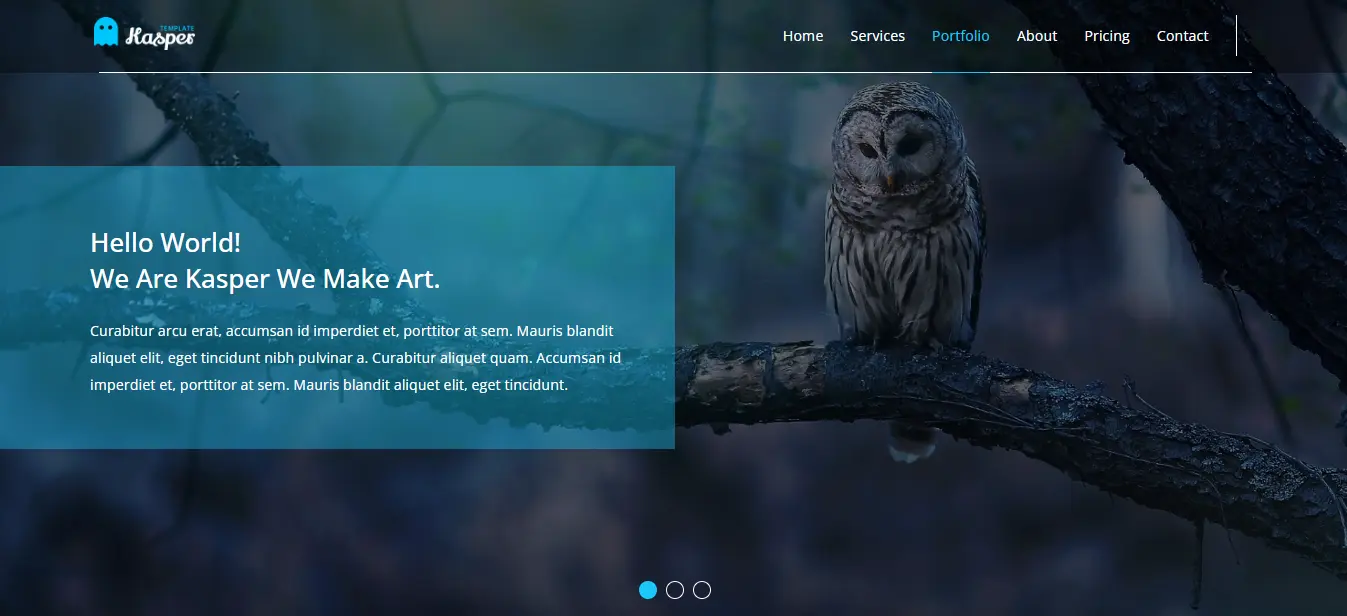 TEMPLATE
Kasper
Home Services Portfolio About Pricing Contact
Hello World!
We Are Kasper We Make Art.
Curabitur arcu erat, accumsan id imperdiet et, porttitor at sem. Mauris blandit
aliquet elit, eget tincidunt nibh pulvinar a. Curabitur aliquet quam. Accumsan id
imperdiet et, porttitor at sem. Mauris blandit aliquet elit, eget tincidunt.